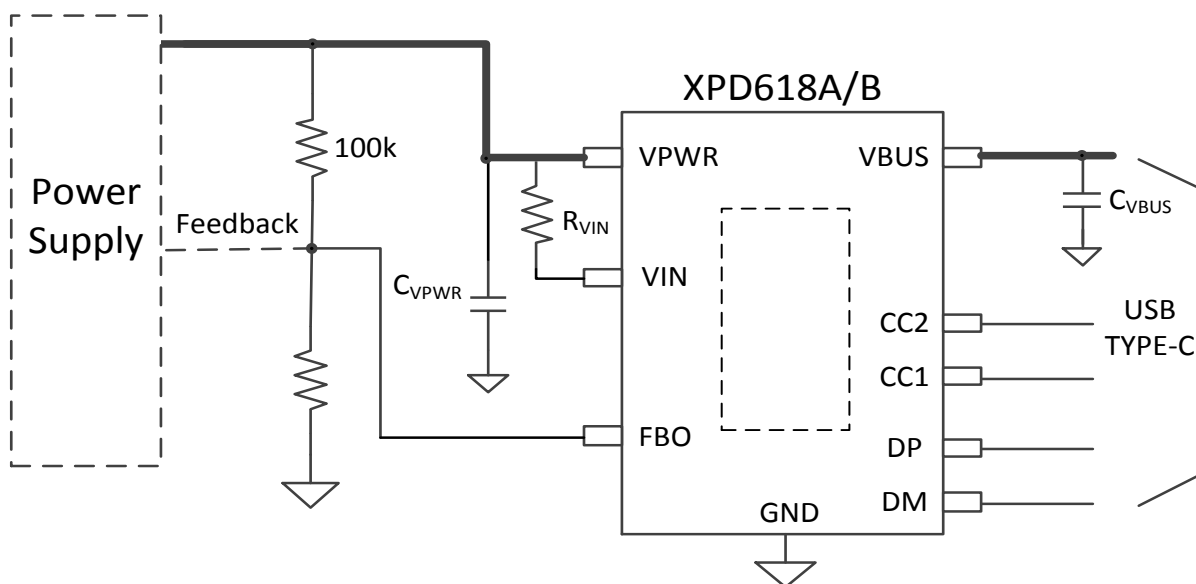 XPD618A/B
100k
VPWR
VBUS
Power
Supply
Feedback
RVIN
CVBUS
CVPWR
VIN
CC2
USB
TYPE-C
CC1
FBO
DP
DM
GND